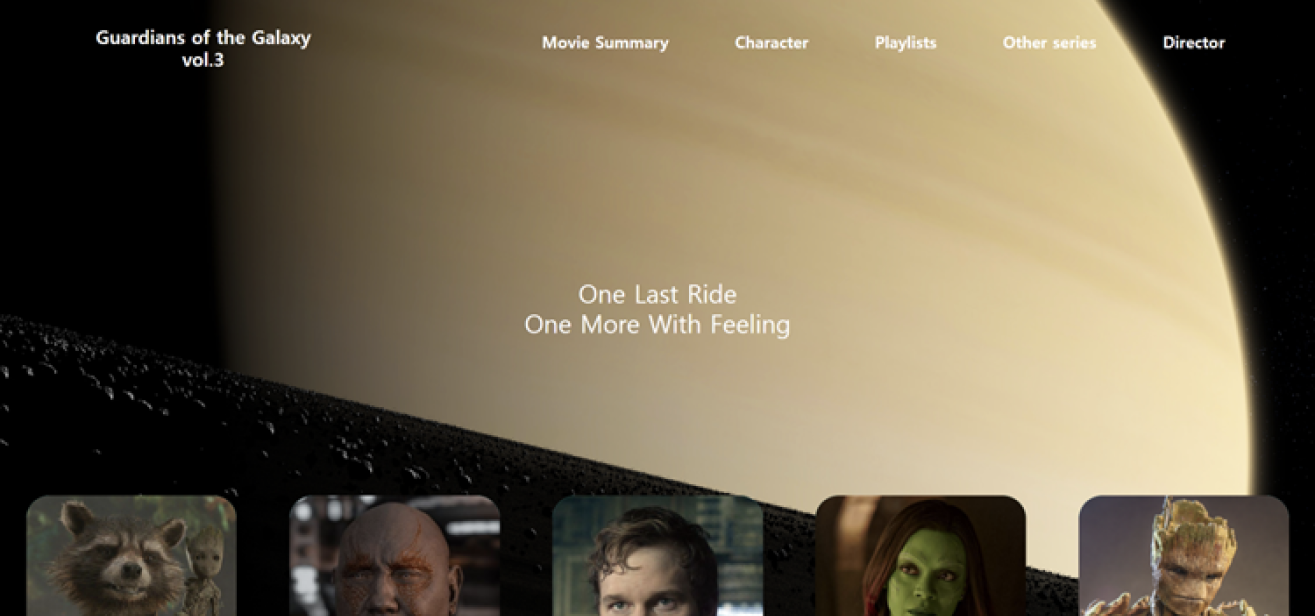 Guardians of the Galaxy
vol.3
Movie Summary
Character
Playlists
Other series
Director
One Last Ride
One More With Feeling